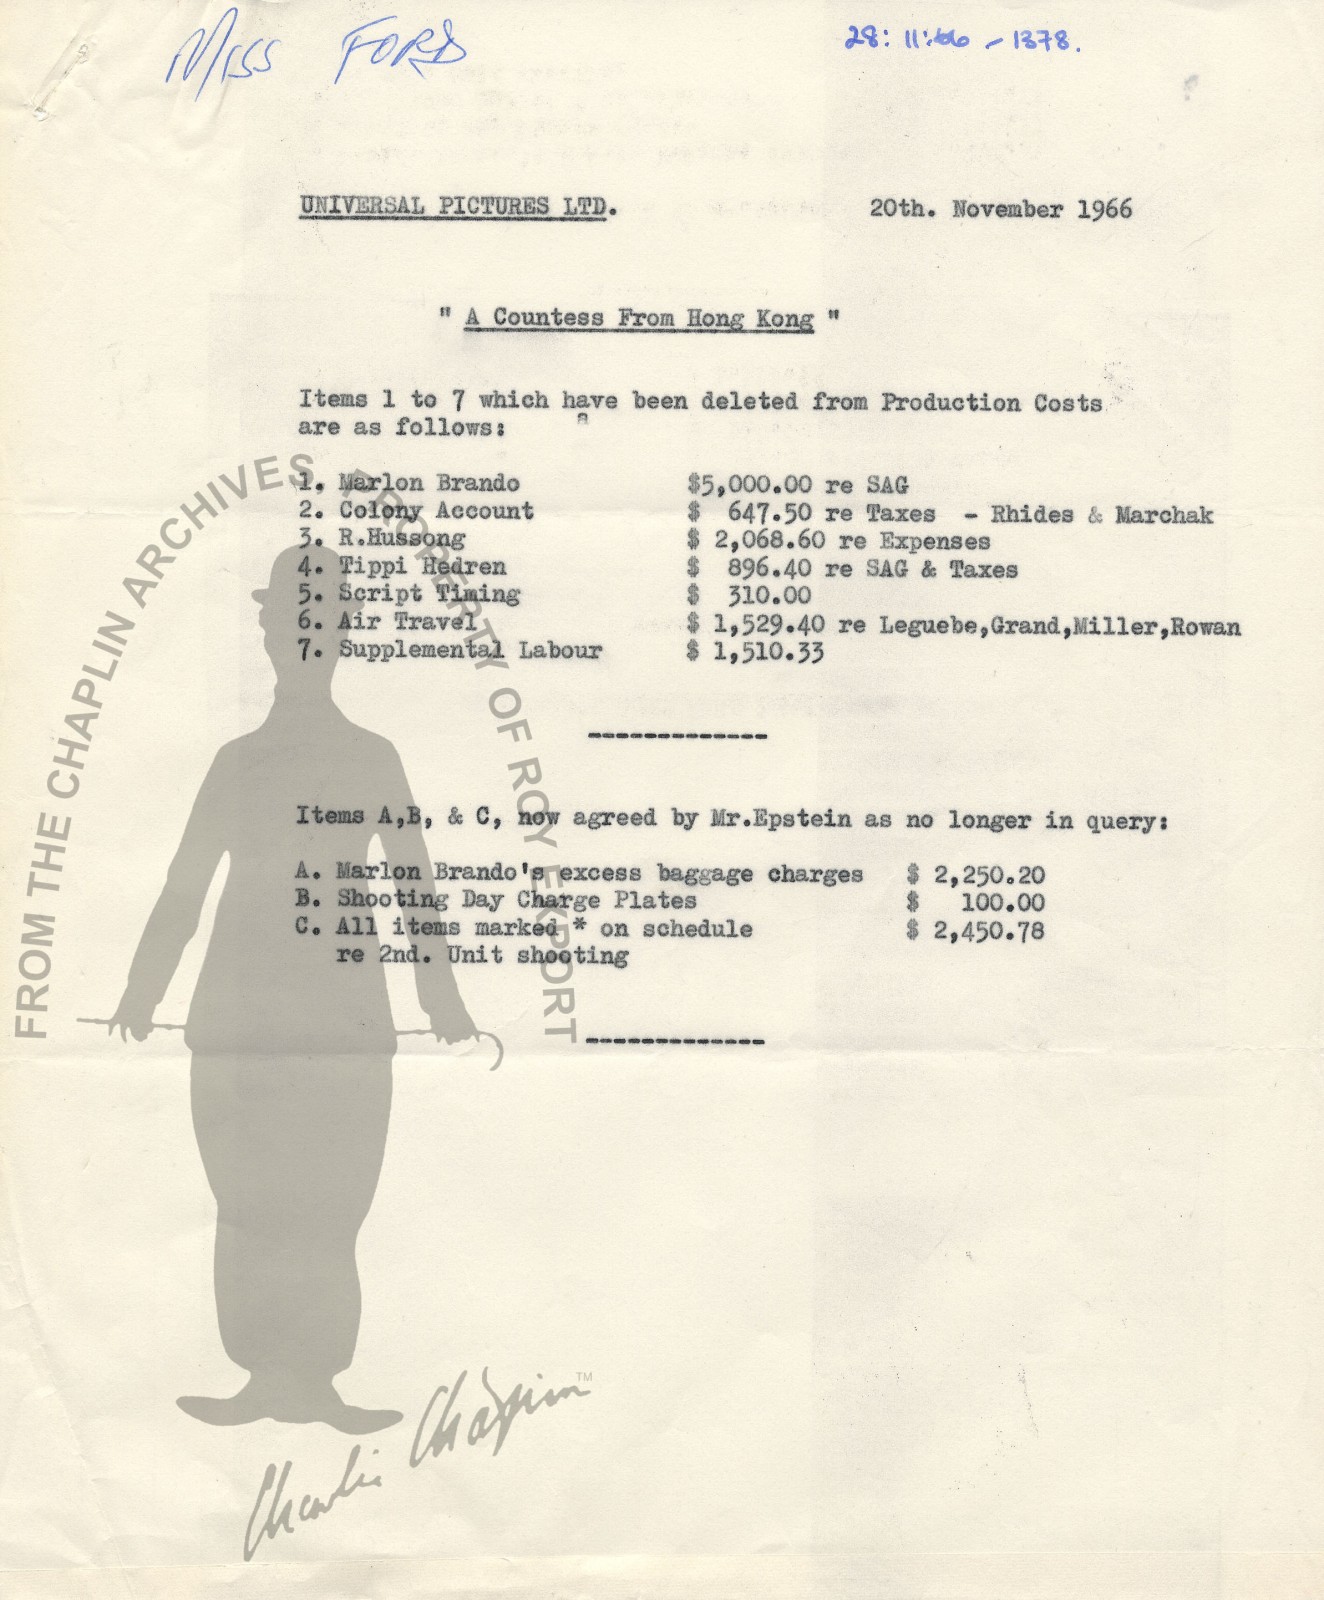 MISS FORD
28: 11:66 - 1378.
UNIVERSAL PICTURES LTD.
20th. November 1966
" A Countess From Hong Kong "
Items 1 to 7 which have been deleted from Production Costs
are as follows:
1. Marlon Brando $5,000.00 re SAG
2. Colony Account $ 647.50 re Taxes - Rhides & Marchak
3. R.Hussong $ 2,068.60 re Expenses
4. Tippi Hedren $ 896.40 re SAG & Taxes
5. Script Timing $ 310.00
6. Air Travel $ 1,529.40 re Leguebe,Grand,Miller,Rowan
7. Supplemental Labour $ 1,510.33
-------------
Items A,B, & C, now agreed by Mr.Epstein as no longer in query:
A. Marlon Brando's excess baggage charges $ 2,250.20
B. Shooting Day Charge Plates $ 100.00
C. All items marked * on schedule $ 2,450.78
re 2nd. Unit shooting
-------------
FROM THE CHAPLIN ARCHIVES PROPERTY OF ROY EXPORT
Charlie Chaplin TM